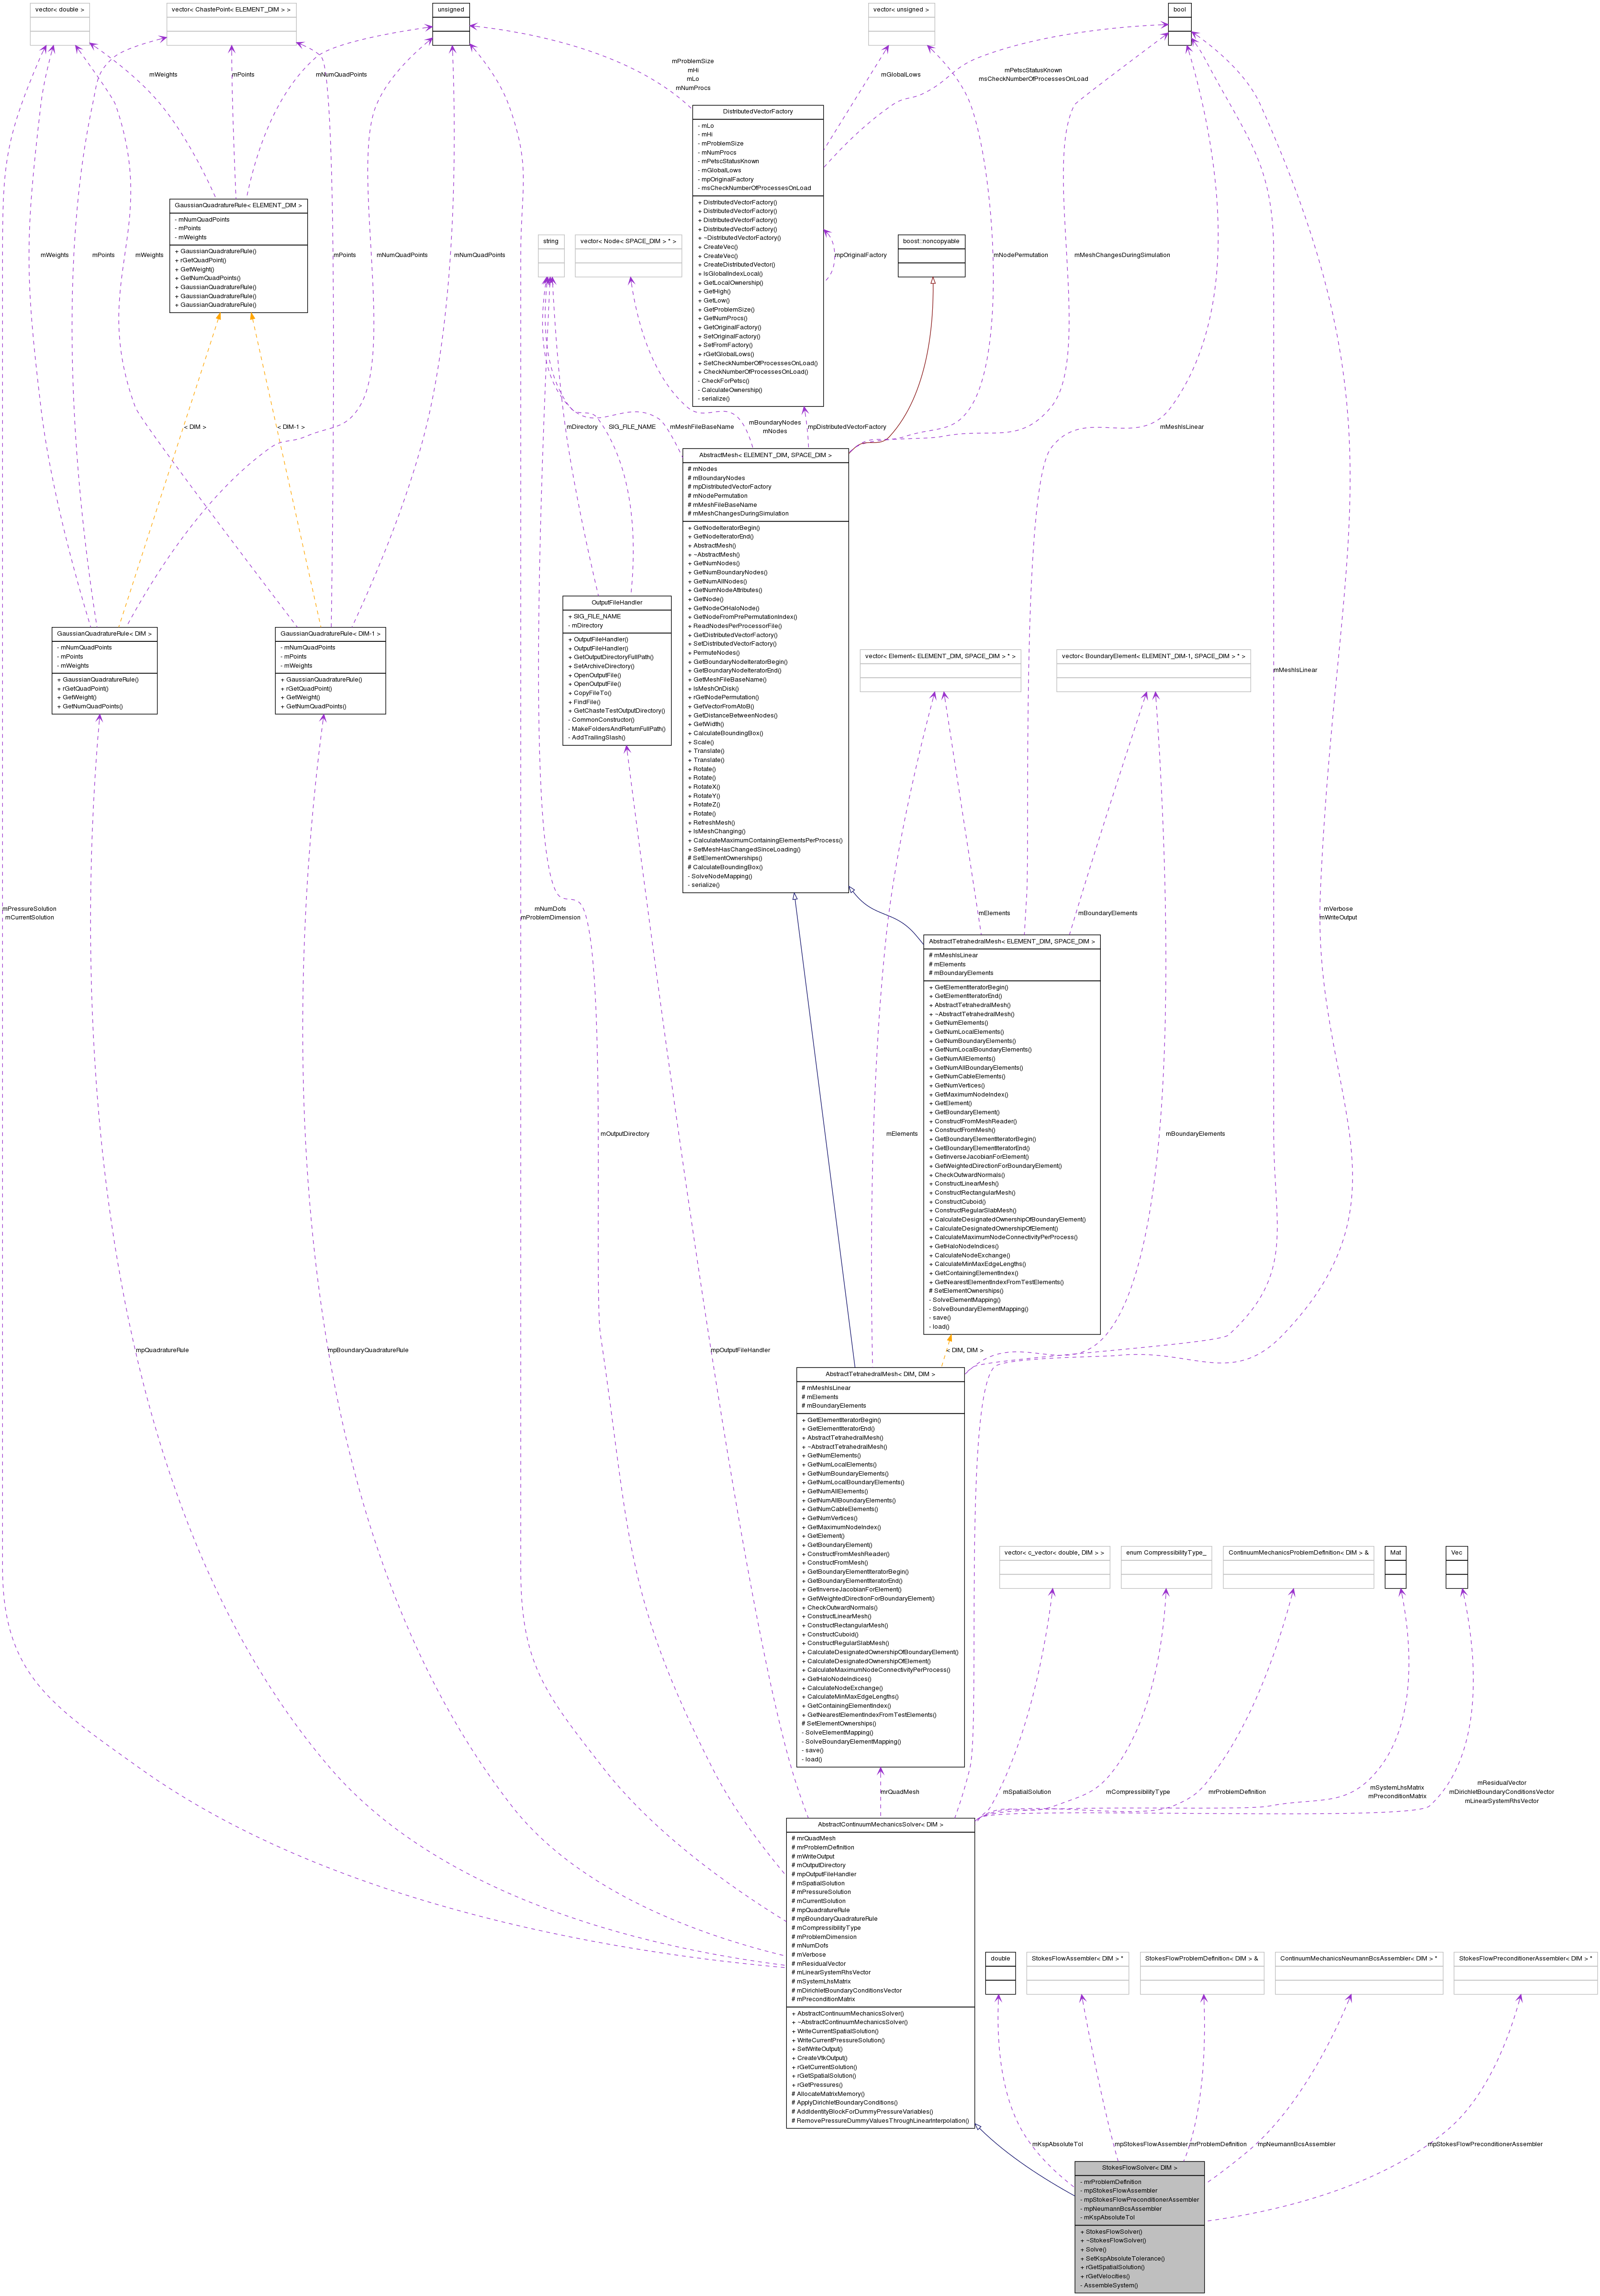 vector< double >
vector< ChastePoint< ELEMENT_DIM > >
unsigned
vector< unsigned >
bool
mWeights
mPoints
mNumQuadPoints
mProblemSize
mHi
mLo
mNumProcs
mGlobalLows
mPetscStatusKnown
msCheckNumberOfProcessesOnLoad
DistributedVectorFactory
- mLo
- mHi
- mProblemSize
- mNumProcs
- mPetscStatusKnown
- mGlobalLows
- mpOriginalFactory
- msCheckNumberOfProcessesOnLoad
+ DistributedVectorFactory()
+ DistributedVectorFactory()
+ DistributedVectorFactory()
+ DistributedVectorFactory()
+ ~DistributedVectorFactory()
+ CreateVec()
+ CreateVec()
+ CreateDistributedVector()
+ IsGlobalIndexLocal()
+ GetLocalOwnership()
+ GetHigh()
+ GetLow()
+ GetProblemSize()
+ GetNumProcs()
+ GetOriginalFactory()
+ SetOriginalFactory()
+ SetFromFactory()
+ rGetGlobalLows()
+ SetCheckNumberOfProcessesOnLoad()
+ CheckNumberOfProcessesOnLoad()
- CheckForPetsc()
- CalculateOwnership()
- serialize()
GaussianQuadratureRule< ELEMENT_DIM >
- mNumQuadPoints
- mPoints
- mWeights
+ GaussianQuadratureRule()
+ rGetQuadPoint()
+ GetWeight()
+ GetNumQuadPoints()
+ GaussianQuadratureRule()
+ GaussianQuadratureRule()
+ GaussianQuadratureRule()
string
vector< Node< SPACE_DIM > * >
boost::noncopyable
mWeights
mPoints
mWeights
mPoints
mNumQuadPoints
mNumQuadPoints
mpOriginalFactory
mNodePermutation
mMeshChangesDuringSimulation
< DIM >
< DIM-1 >
mDirectory
SIG_FILE_NAME
mMeshFileBaseName
mBoundaryNodes
mNodes
mpDistributedVectorFactory
mMeshIsLinear
AbstractMesh< ELEMENT_DIM, SPACE_DIM >
# mNodes
# mBoundaryNodes
# mpDistributedVectorFactory
# mNodePermutation
# mMeshFileBaseName
# mMeshChangesDuringSimulation
+ GetNodeIteratorBegin()
+ GetNodeIteratorEnd()
+ AbstractMesh()
+ ~AbstractMesh()
+ GetNumNodes()
+ GetNumBoundaryNodes()
+ GetNumAllNodes()
+ GetNumNodeAttributes()
+ GetNode()
+ GetNodeOrHaloNode()
+ GetNodeFromPrePermutationIndex()
+ ReadNodesPerProcessorFile()
+ GetDistributedVectorFactory()
+ SetDistributedVectorFactory()
+ PermuteNodes()
+ GetBoundaryNodeIteratorBegin()
+ GetBoundaryNodeIteratorEnd()
+ GetMeshFileBaseName()
+ IsMeshOnDisk()
+ rGetNodePermutation()
+ GetVectorFromAtoB()
+ GetDistanceBetweenNodes()
+ GetWidth()
+ CalculateBoundingBox()
+ Scale()
+ Translate()
+ Translate()
+ Rotate()
+ Rotate()
+ RotateX()
+ RotateY()
+ RotateZ()
+ Rotate()
+ RefreshMesh()
+ IsMeshChanging()
+ CalculateMaximumContainingElementsPerProcess()
+ SetMeshHasChangedSinceLoading()
# SetElementOwnerships()
# CalculateBoundingBox()
- SolveNodeMapping()
- serialize()
OutputFileHandler
+ SIG_FILE_NAME
- mDirectory
+ OutputFileHandler()
+ OutputFileHandler()
+ GetOutputDirectoryFullPath()
+ SetArchiveDirectory()
+ OpenOutputFile()
+ OpenOutputFile()
+ CopyFileTo()
+ FindFile()
+ GetChasteTestOutputDirectory()
- CommonConstructor()
- MakeFoldersAndReturnFullPath()
- AddTrailingSlash()
GaussianQuadratureRule< DIM >
- mNumQuadPoints
- mPoints
- mWeights
+ GaussianQuadratureRule()
+ rGetQuadPoint()
+ GetWeight()
+ GetNumQuadPoints()
GaussianQuadratureRule< DIM-1 >
- mNumQuadPoints
- mPoints
- mWeights
+ GaussianQuadratureRule()
+ rGetQuadPoint()
+ GetWeight()
+ GetNumQuadPoints()
vector< Element< ELEMENT_DIM, SPACE_DIM > * >
vector< BoundaryElement< ELEMENT_DIM-1, SPACE_DIM > * >
mMeshIsLinear
mPressureSolution
mCurrentSolution
mNumDofs
mProblemDimension
mElements
mBoundaryElements
mVerbose
mWriteOutput
AbstractTetrahedralMesh< ELEMENT_DIM, SPACE_DIM >
# mMeshIsLinear
# mElements
# mBoundaryElements
+ GetElementIteratorBegin()
+ GetElementIteratorEnd()
+ AbstractTetrahedralMesh()
+ ~AbstractTetrahedralMesh()
+ GetNumElements()
+ GetNumLocalElements()
+ GetNumBoundaryElements()
+ GetNumLocalBoundaryElements()
+ GetNumAllElements()
+ GetNumAllBoundaryElements()
+ GetNumCableElements()
+ GetNumVertices()
+ GetMaximumNodeIndex()
+ GetElement()
+ GetBoundaryElement()
+ ConstructFromMeshReader()
+ ConstructFromMesh()
+ GetBoundaryElementIteratorBegin()
+ GetBoundaryElementIteratorEnd()
+ GetInverseJacobianForElement()
+ GetWeightedDirectionForBoundaryElement()
+ CheckOutwardNormals()
+ ConstructLinearMesh()
+ ConstructRectangularMesh()
+ ConstructCuboid()
+ ConstructRegularSlabMesh()
+ CalculateDesignatedOwnershipOfBoundaryElement()
+ CalculateDesignatedOwnershipOfElement()
+ CalculateMaximumNodeConnectivityPerProcess()
+ GetHaloNodeIndices()
+ CalculateNodeExchange()
+ CalculateMinMaxEdgeLengths()
+ GetContainingElementIndex()
+ GetNearestElementIndexFromTestElements()
# SetElementOwnerships()
- SolveElementMapping()
- SolveBoundaryElementMapping()
- save()
- load()
mOutputDirectory
mElements
mBoundaryElements
mpQuadratureRule
mpBoundaryQuadratureRule
mpOutputFileHandler
< DIM, DIM >
AbstractTetrahedralMesh< DIM, DIM >
# mMeshIsLinear
# mElements
# mBoundaryElements
+ GetElementIteratorBegin()
+ GetElementIteratorEnd()
+ AbstractTetrahedralMesh()
+ ~AbstractTetrahedralMesh()
+ GetNumElements()
+ GetNumLocalElements()
+ GetNumBoundaryElements()
+ GetNumLocalBoundaryElements()
+ GetNumAllElements()
+ GetNumAllBoundaryElements()
+ GetNumCableElements()
+ GetNumVertices()
+ GetMaximumNodeIndex()
+ GetElement()
+ GetBoundaryElement()
+ ConstructFromMeshReader()
+ ConstructFromMesh()
+ GetBoundaryElementIteratorBegin()
+ GetBoundaryElementIteratorEnd()
+ GetInverseJacobianForElement()
+ GetWeightedDirectionForBoundaryElement()
+ CheckOutwardNormals()
+ ConstructLinearMesh()
+ ConstructRectangularMesh()
+ ConstructCuboid()
+ ConstructRegularSlabMesh()
+ CalculateDesignatedOwnershipOfBoundaryElement()
+ CalculateDesignatedOwnershipOfElement()
+ CalculateMaximumNodeConnectivityPerProcess()
+ GetHaloNodeIndices()
+ CalculateNodeExchange()
+ CalculateMinMaxEdgeLengths()
+ GetContainingElementIndex()
+ GetNearestElementIndexFromTestElements()
# SetElementOwnerships()
- SolveElementMapping()
- SolveBoundaryElementMapping()
- save()
- load()
vector< c_vector< double, DIM > >
enum CompressibilityType_
ContinuumMechanicsProblemDefinition< DIM > &
Mat
Vec
mrQuadMesh
mSpatialSolution
mCompressibilityType
mrProblemDefinition
mSystemLhsMatrix
mPreconditionMatrix
mResidualVector
mDirichletBoundaryConditionsVector
mLinearSystemRhsVector
AbstractContinuumMechanicsSolver< DIM >
# mrQuadMesh
# mrProblemDefinition
# mWriteOutput
# mOutputDirectory
# mpOutputFileHandler
# mSpatialSolution
# mPressureSolution
# mCurrentSolution
# mpQuadratureRule
# mpBoundaryQuadratureRule
# mCompressibilityType
# mProblemDimension
# mNumDofs
# mVerbose
# mResidualVector
# mLinearSystemRhsVector
# mSystemLhsMatrix
# mDirichletBoundaryConditionsVector
# mPreconditionMatrix
+ AbstractContinuumMechanicsSolver()
+ ~AbstractContinuumMechanicsSolver()
+ WriteCurrentSpatialSolution()
+ WriteCurrentPressureSolution()
+ SetWriteOutput()
+ CreateVtkOutput()
+ rGetCurrentSolution()
+ rGetSpatialSolution()
+ rGetPressures()
# AllocateMatrixMemory()
# ApplyDirichletBoundaryConditions()
# AddIdentityBlockForDummyPressureVariables()
# RemovePressureDummyValuesThroughLinearInterpolation()
double
StokesFlowAssembler< DIM > *
StokesFlowProblemDefinition< DIM > &
ContinuumMechanicsNeumannBcsAssembler< DIM > *
StokesFlowPreconditionerAssembler< DIM > *
mKspAbsoluteTol
mpStokesFlowAssembler
mrProblemDefinition
mpNeumannBcsAssembler
mpStokesFlowPreconditionerAssembler
StokesFlowSolver< DIM >
- mrProblemDefinition
- mpStokesFlowAssembler
- mpStokesFlowPreconditionerAssembler
- mpNeumannBcsAssembler
- mKspAbsoluteTol
+ StokesFlowSolver()
+ ~StokesFlowSolver()
+ Solve()
+ SetKspAbsoluteTolerance()
+ rGetSpatialSolution()
+ rGetVelocities()
- AssembleSystem()